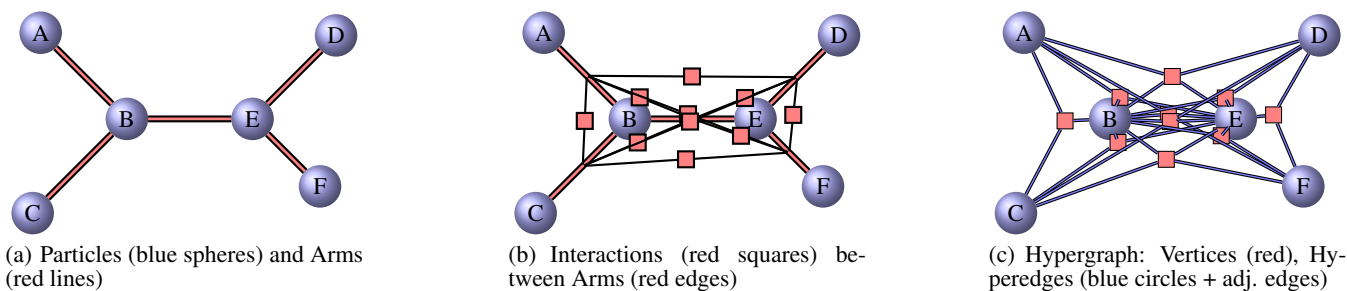 A
D
B
E
C
F
(a) Particles (blue spheres) and Arms
(red lines)
A
D
B
E
C
F
(b) Interactions (red squares) be-
tween Arms (red edges)
A
D
B
E
C
F
(c) Hypergraph: Vertices (red), Hy-
peredges (blue circles + adj. edges)